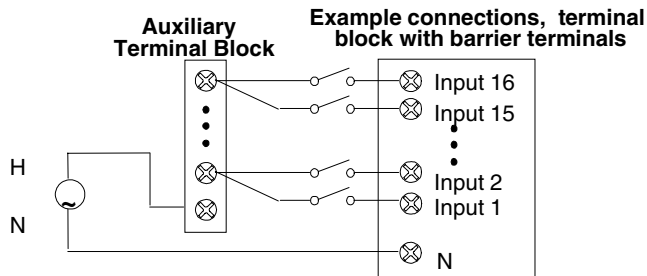 Auxiliary
Terminal Block
Example connections, terminal
block with barrier terminals
Input 16
Input 15
H
Input 2
Input 1
N
N